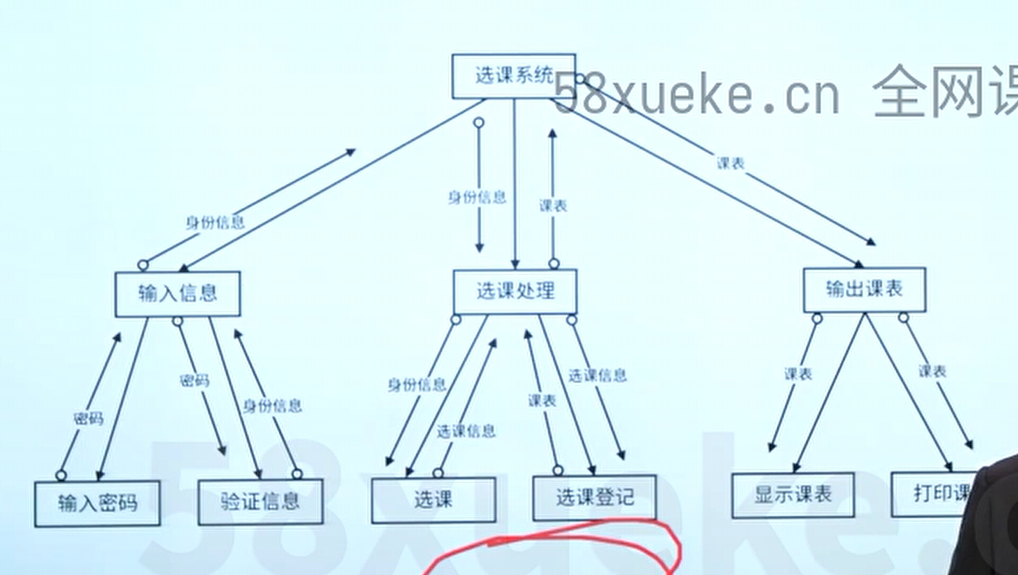 选课系统
58xueke.cn 全网课
课表
身份信息
课表
身份信息
输入信息
选课处理
输出课表
密码
密码
身份信息
身份信息
选课信息
课表
选课信息
课表
课表
输入密码
验证信息
选课
选课登记
显示课表
打印课
58xueke.c